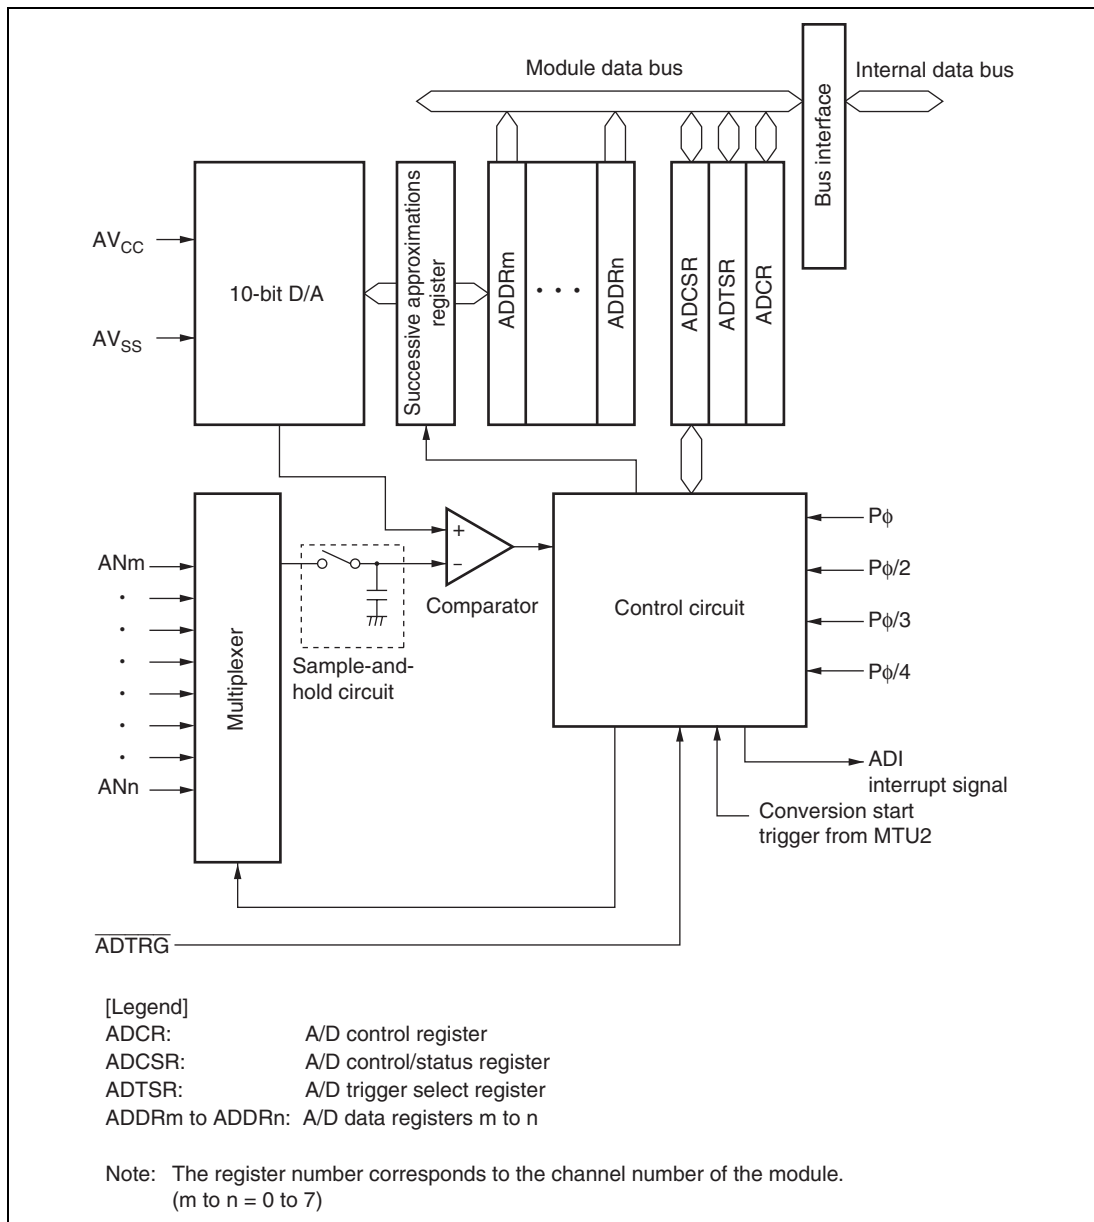 Module data bus
Internal data bus
Bus interface
AVCC
AVSS
10-bit D/A
Successive approximations
register
ADDRm
• • •
ADDRn
ADCSR
ADTSR
ADCR
ANm
•
•
•
•
•
•
ANn
Multiplexer
Sample-and-
hold circuit
+
−
Comparator
Control circuit
Pϕ
Pϕ/2
Pϕ/3
Pϕ/4
ADI
interrupt signal
Conversion start
trigger from MTU2
ADTRG
[Legend]
ADCR: A/D control register
ADCSR: A/D control/status register
ADTSR: A/D trigger select register
ADDRm to ADDRn: A/D data registers m to n
Note: The register number corresponds to the channel number of the module.
(m to n = 0 to 7)